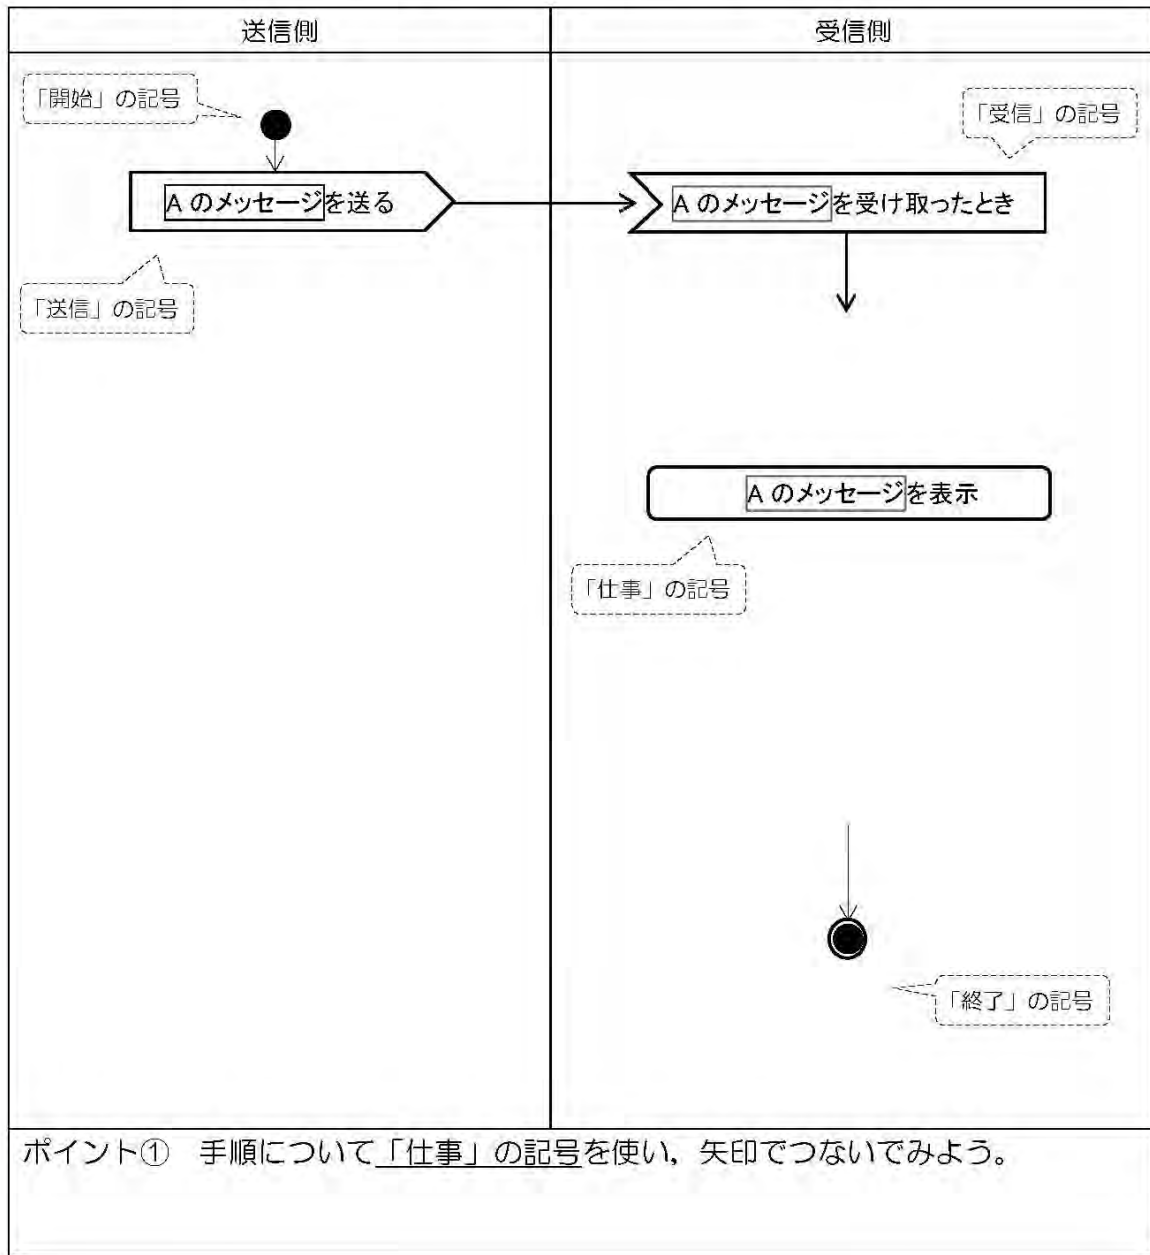 送信側
受信側
「開始」の記号
「受信」の記号
A のメッセージを送る
A のメッセージを受け取ったとき
「送信」の記号
A のメッセージを表示
「仕事」の記号
「終了」の記号
ポイント①　手順について「仕事」の記号を使い，矢印でつないでみよう。